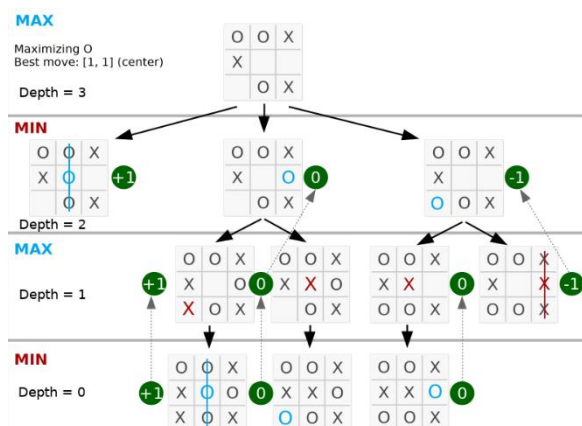 MAX
Maximizing O
Best move: [1, 1] (center)
Depth = 3
O O X
X
O X
MIN
O O X
X O
O X
+1
O O X
X O
O X
0
O O X
X
O O X
-1
Depth = 2
MAX
Depth = 1
+1
O O X
X O
X O X
0
O O X
X X O
O X
O O X
X X
O O X
0
O O X
X X
O O X
-1
MIN
Depth = 0
+1
O O X
X O O
X O X
0
O O X
X X O
O O X
O O X
X X O
O O X
0